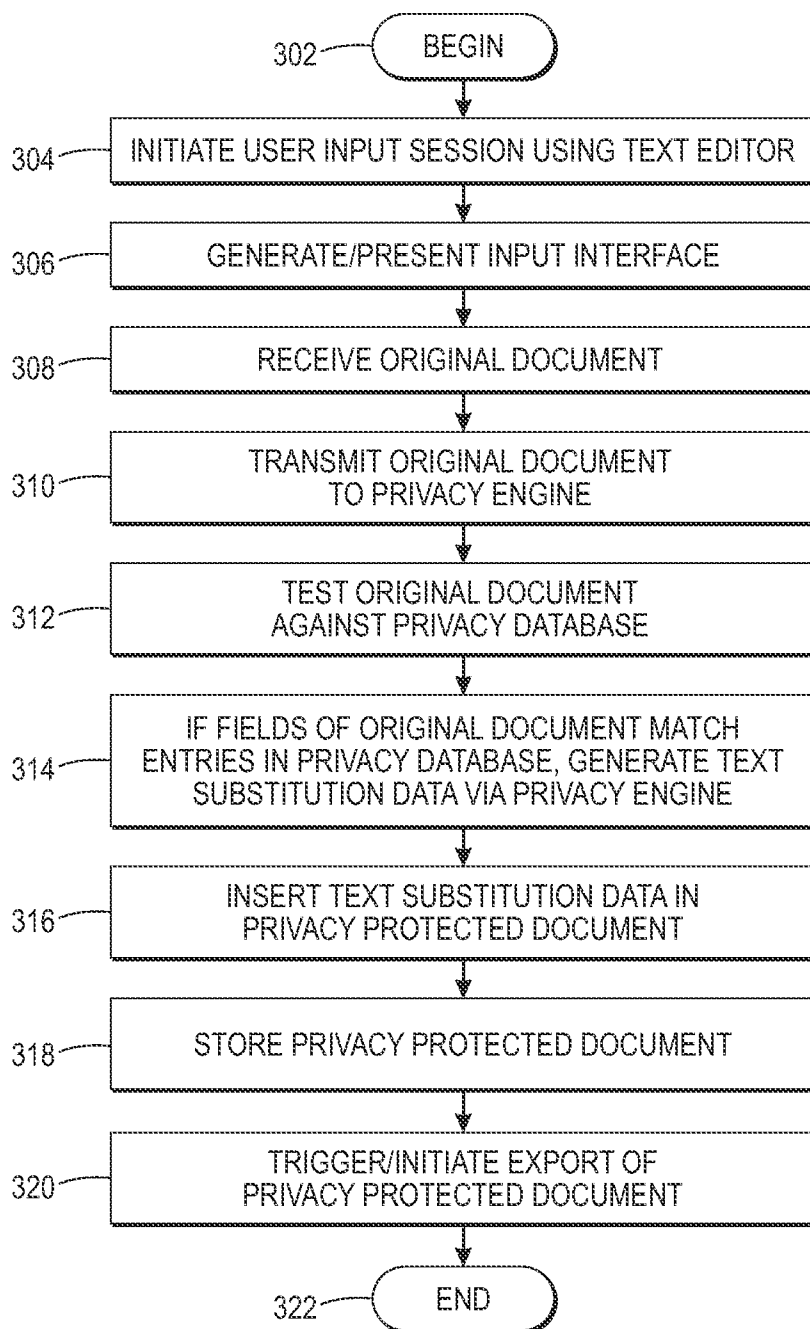 302
BEGIN
304
INITIATE USER INPUT SESSION USING TEXT EDITOR
306
GENERATE/PRESENT INPUT INTERFACE
308
RECEIVE ORIGINAL DOCUMENT
310
TRANSMIT ORIGINAL DOCUMENT
TO PRIVACY ENGINE
312
TEST ORIGINAL DOCUMENT
AGAINST PRIVACY DATABASE
314
IF FIELDS OF ORIGINAL DOCUMENT MATCH
ENTRIES IN PRIVACY DATABASE, GENERATE TEXT
SUBSTITUTION DATA VIA PRIVACY ENGINE
316
INSERT TEXT SUBSTITUTION DATA IN
PRIVACY PROTECTED DOCUMENT
318
STORE PRIVACY PROTECTED DOCUMENT
320
TRIGGER/INITIATE EXPORT OF
PRIVACY PROTECTED DOCUMENT
322
END